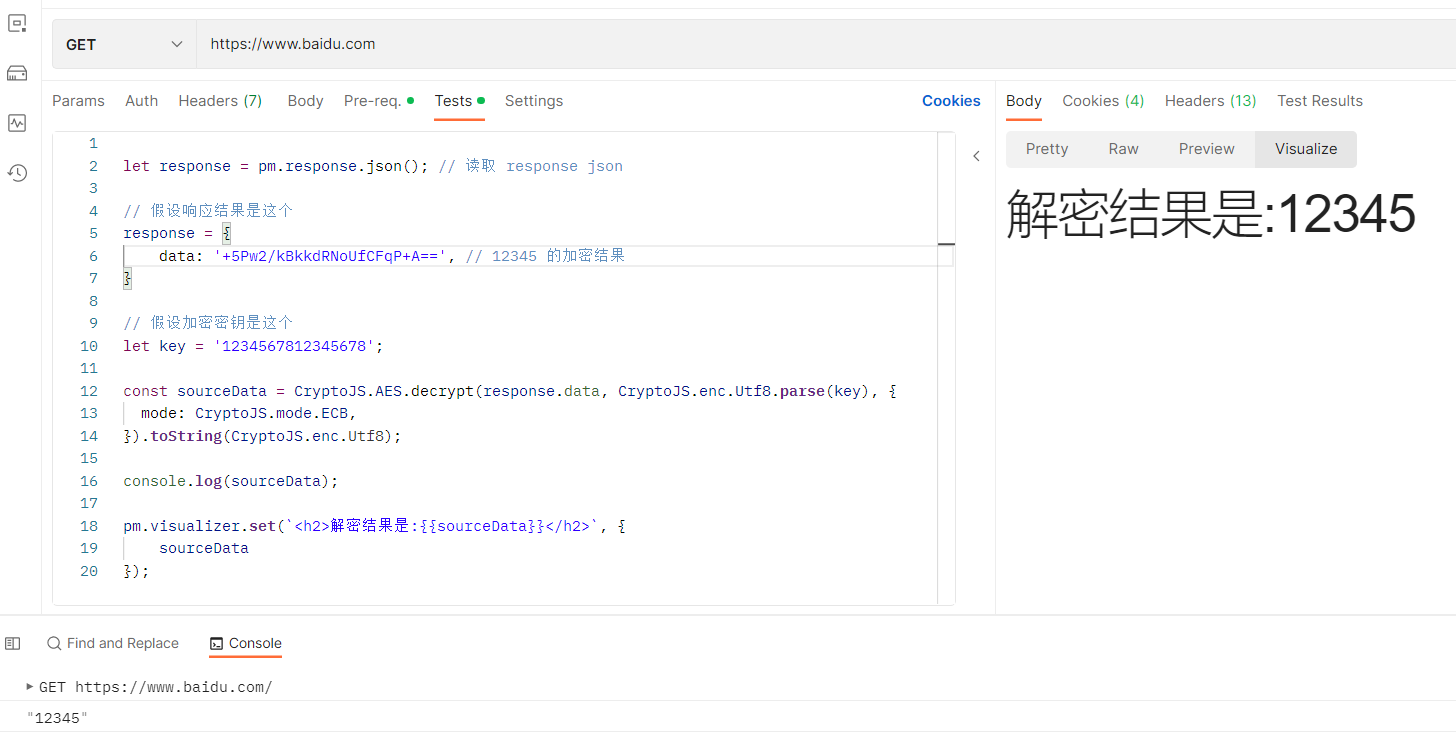 GET https://www.baidu.com
Params Auth Headers (7) Body Pre-req. Tests Settings Cookies
Body Cookies (4) Headers (13) Test Results
Pretty Raw Preview Visualize
解密结果是:12345
1
2 let response = pm.response.json(); // 读取 response json
3
4 // 假设响应结果是这个
5 response = {
6 data: '+5Pw2/kBkkdRNoUfCFqP+A==', // 12345 的加密结果
7 }
8
9 // 假设加密密钥是这个
10 let key = '1234567812345678';
11
12 const sourceData = CryptoJS.AES.decrypt(response.data, CryptoJS.enc.Utf8.parse(key), {
13 mode: CryptoJS.mode.ECB,
14 }).toString(CryptoJS.enc.Utf8);
15
16 console.log(sourceData);
17
18 pm.visualizer.set(`<h2>解密结果是:{{sourceData}}</h2>`, {
19 sourceData
20 });
Find and Replace Console
GET https://www.baidu.com/
"12345"